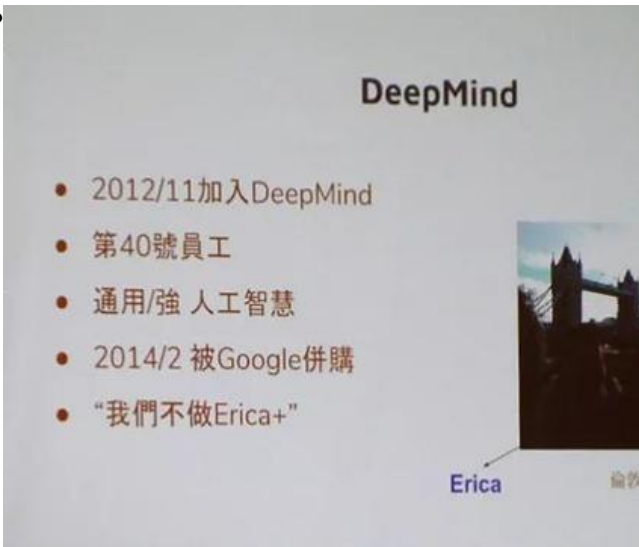 DeepMind
• 2012/11加入DeepMind
• 第40號員工
• 通用/強 人工智慧
• 2014/2 被Google併購
• “我們不做Erica+”
Erica
倫敦